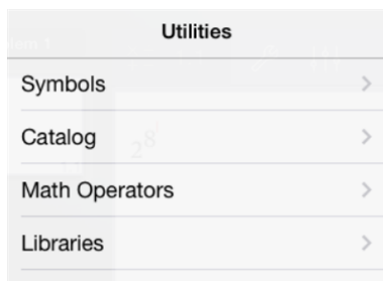 Utilities
Symbols
Catalog
Math Operators
Libraries